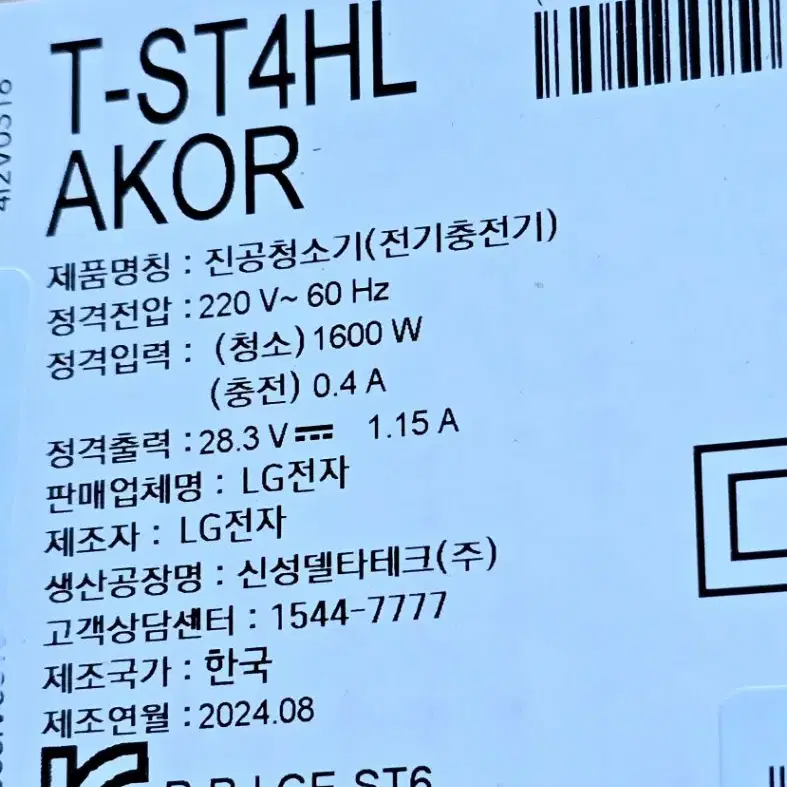 T-ST4HL
AKOR
제품명칭 : 진공청소기(전기충전기)
정격전압 : 220 V~ 60 Hz
정격입력 : (청소) 1600 W
(충전) 0.4 A
정격출력 : 28.3 V⎓ 1.15 A
판매업체명 : LG전자
제조자 : LG전자
생산공장명 : 신성델타테크(주)
고객상담센터 : 1544-7777
제조국가 : 한국
제조연월 : 2024.08